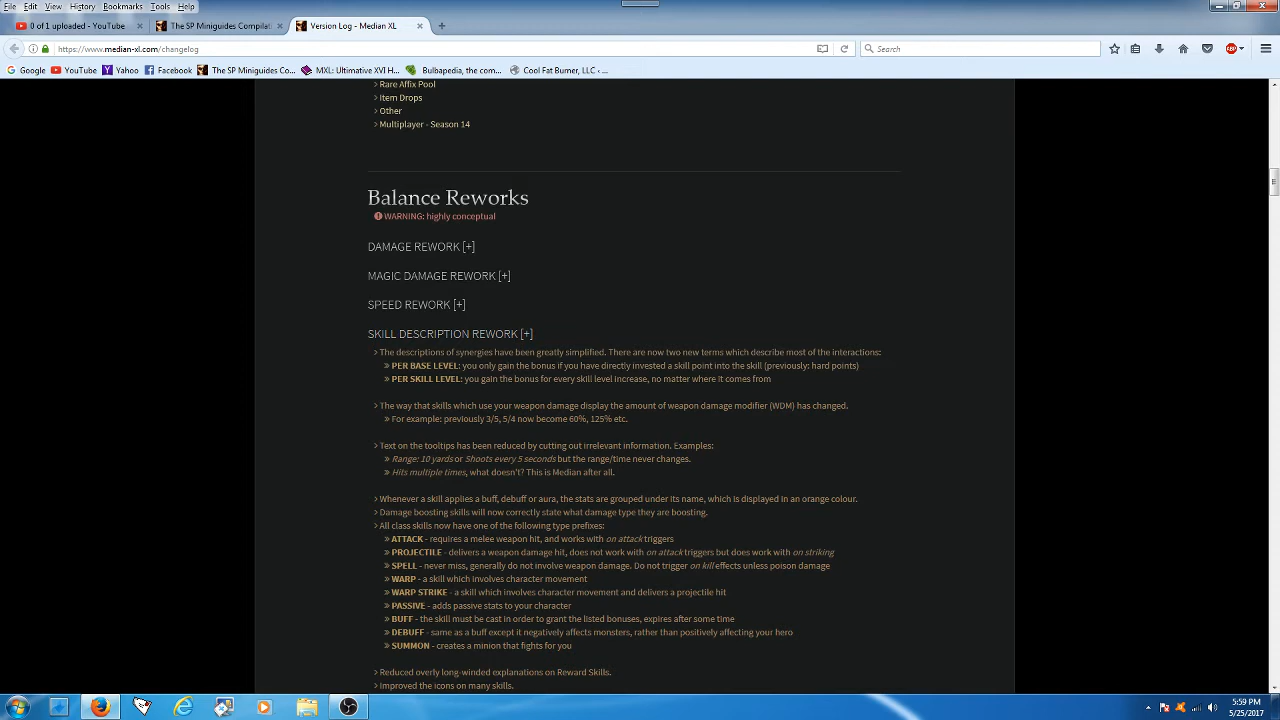 File Edit View History Bookmarks Tools Help
1 of 1 uploaded - YouTube
The SP Miniguides Compilati
Version Log - Median XL
https://www.median-xl.com/changelog
Search
Google YouTube Yahoo Facebook The SP Miniguides Co... MXL: Ultimative XVI H... Bulbapedia, the com... Cool Fat Burner, LLC -...
> Rare Affix Pool
> Item Drops
> Other
> Multiplayer - Season 14
Balance Reworks
WARNING: highly conceptual
DAMAGE REWORK [+]
MAGIC DAMAGE REWORK [+]
SPEED REWORK [+]
SKILL DESCRIPTION REWORK [+]
> The descriptions of synergies have been greatly simplified. There are now two new terms which describe most of the interactions:
» PER BASE LEVEL: you only gain the bonus if you have directly invested a skill point into the skill (previously: hard points)
» PER SKILL LEVEL: you gain the bonus for every skill level increase, no matter where it comes from
> The way that skills which use your weapon damage display the amount of weapon damage modifier (WDM) has changed.
» For example: previously 3/5, 5/4 now become 60%, 125% etc.
> Text on the tooltips has been reduced by cutting out irrelevant information. Examples:
» Range: 10 yards or Shoots every 5 seconds but the range/time never changes.
» Hits multiple times, what doesn't? This is Median after all.
> Whenever a skill applies a buff, debuff or aura, the stats are grouped under its name, which is displayed in an orange colour.
> Damage boosting skills will now correctly state what damage type they are boosting.
> All class skills now have one of the following type prefixes:
» ATTACK - requires a melee weapon hit, and works with on attack triggers
» PROJECTILE - delivers a weapon damage hit, does not work with on attack triggers but does work with on striking
» SPELL - never miss, generally do not involve weapon damage. Do not trigger on kill effects unless poison damage
» WARP - a skill which involves character movement
» WARP STRIKE - a skill which involves character movement and delivers a projectile hit
» PASSIVE - adds passive stats to your character
» BUFF - the skill must be cast in order to grant the listed bonuses, expires after some time
» DEBUFF - same as a buff except it negatively affects monsters, rather than positively affecting your hero
» SUMMON - creates a minion that fights for you
> Reduced overly long-winded explanations on Reward Skills.
> Improved the icons on many skills.
5:59 PM
5/25/2017